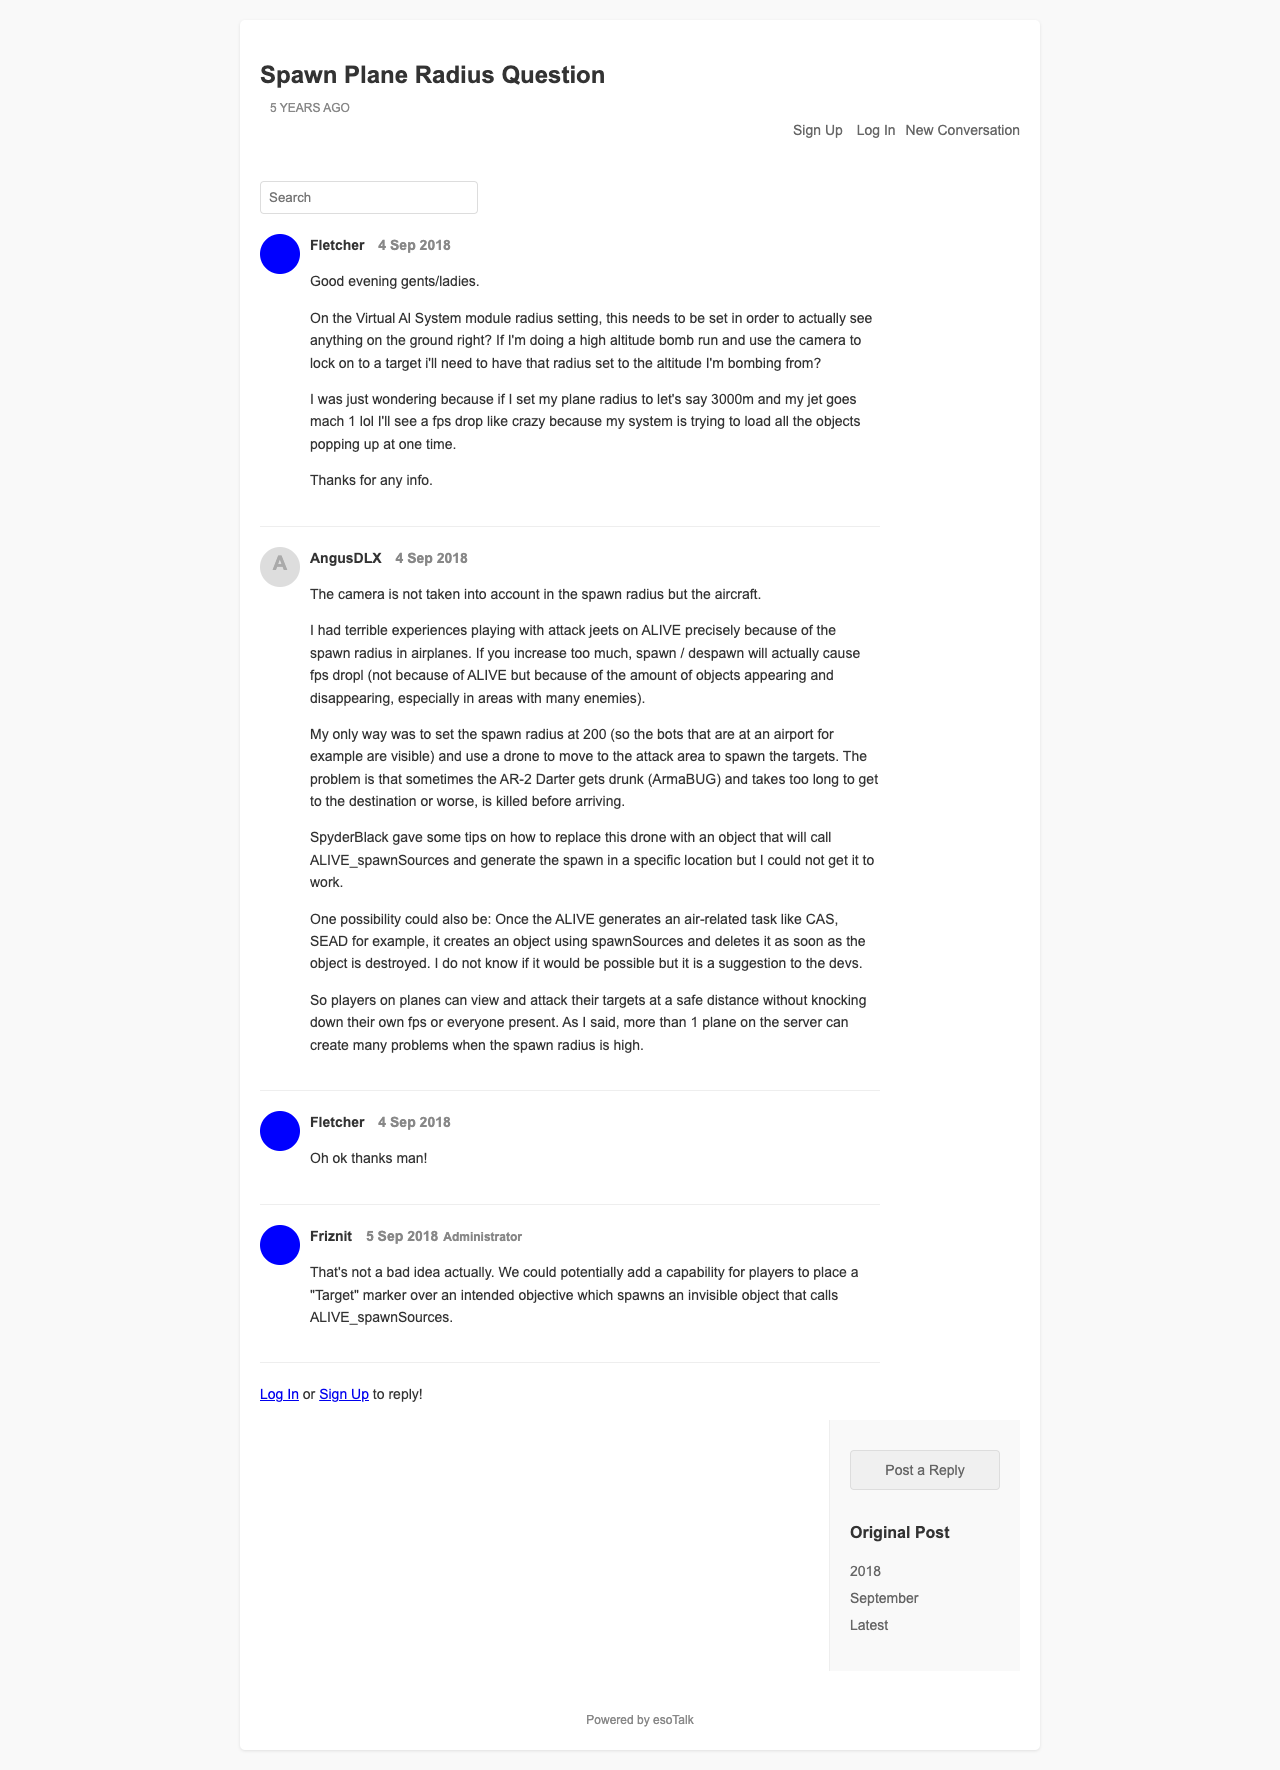 Spawn Plane Radius Question
5 YEARS AGO
Sign Up Log In New Conversation
Search
Fletcher 4 Sep 2018
Good evening gents/ladies.
On the Virtual AI System module radius setting, this needs to be set in order to actually see
anything on the ground right? If I'm doing a high altitude bomb run and use the camera to
lock on to a target i'll need to have that radius set to the altitude I'm bombing from?
I was just wondering because if I set my plane radius to let's say 3000m and my jet goes
mach 1 lol I'll see a fps drop like crazy because my system is trying to load all the objects
popping up at one time.
Thanks for any info.
A
AngusDLX 4 Sep 2018
The camera is not taken into account in the spawn radius but the aircraft.
I had terrible experiences playing with attack jeets on ALIVE precisely because of the
spawn radius in airplanes. If you increase too much, spawn / despawn will actually cause
fps dropl (not because of ALIVE but because of the amount of objects appearing and
disappearing, especially in areas with many enemies).
My only way was to set the spawn radius at 200 (so the bots that are at an airport for
example are visible) and use a drone to move to the attack area to spawn the targets. The
problem is that sometimes the AR-2 Darter gets drunk (ArmaBUG) and takes too long to get
to the destination or worse, is killed before arriving.
SpyderBlack gave some tips on how to replace this drone with an object that will call
ALIVE_spawnSources and generate the spawn in a specific location but I could not get it to
work.
One possibility could also be: Once the ALIVE generates an air-related task like CAS,
SEAD for example, it creates an object using spawnSources and deletes it as soon as the
object is destroyed. I do not know if it would be possible but it is a suggestion to the devs.
So players on planes can view and attack their targets at a safe distance without knocking
down their own fps or everyone present. As I said, more than 1 plane on the server can
create many problems when the spawn radius is high.
Fletcher 4 Sep 2018
Oh ok thanks man!
Friznit 5 Sep 2018 Administrator
That's not a bad idea actually. We could potentially add a capability for players to place a
"Target" marker over an intended objective which spawns an invisible object that calls
ALIVE_spawnSources.
Log In or Sign Up to reply!
Post a Reply
Original Post
2018
September
Latest
Powered by esoTalk